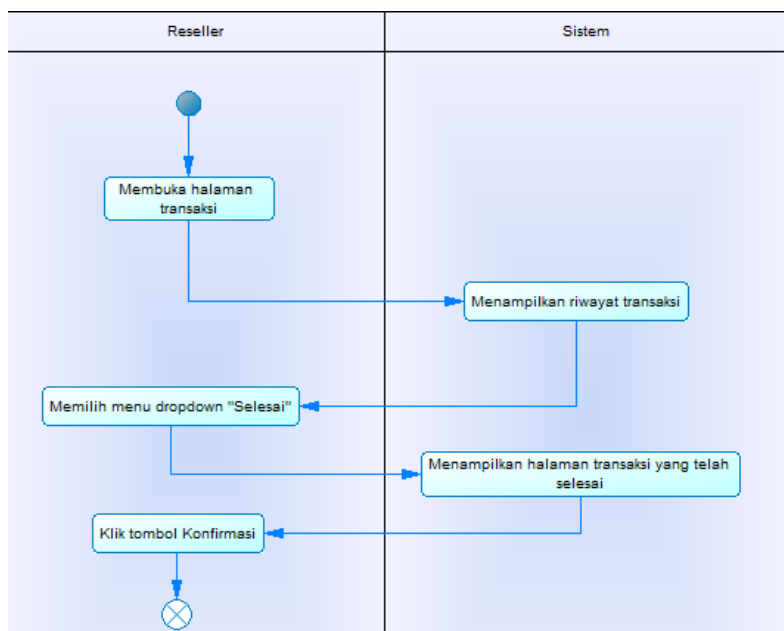 Reseller
Sistem
Membuka halaman
transaksi
Menampilkan riwayat transaksi
Memilih menu dropdown "Selesai"
Menampilkan halaman transaksi yang telah
selesai
Klik tombol Konfirmasi